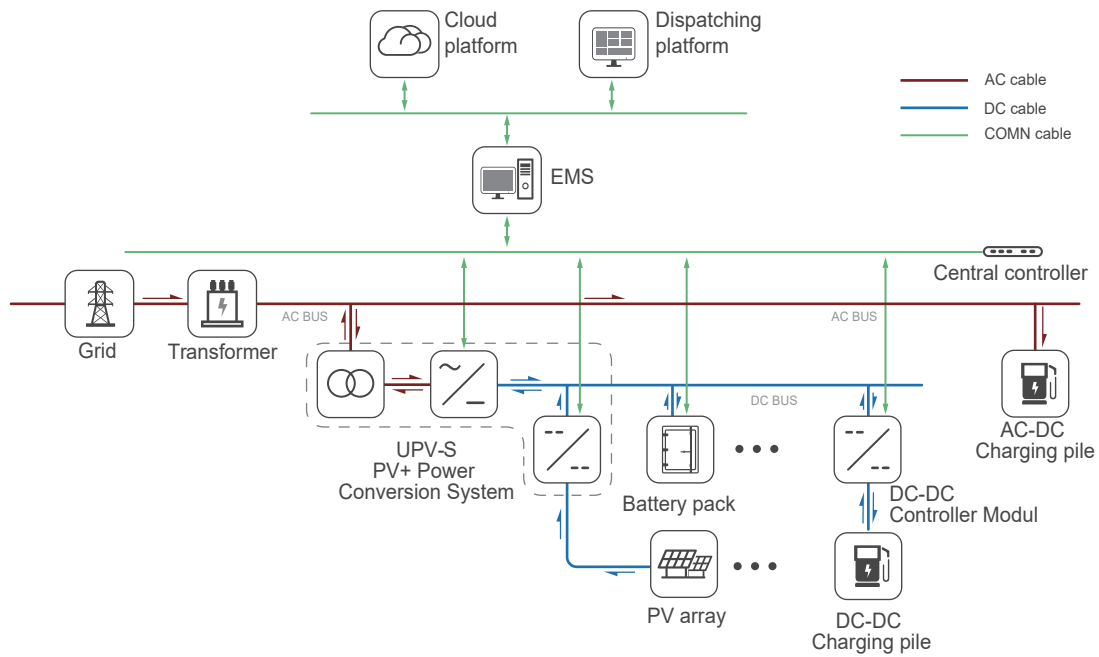 Cloud
platform
Dispatching
platform
AC cable
DC cable
COMN cable
EMS
Central controller
AC BUS
AC BUS
Grid
Transformer
DC BUS
UPV-S
PV+ Power
Conversion System
AC-DC
Charging pile
Battery pack
DC-DC
Controller Modul
PV array
DC-DC
Charging pile